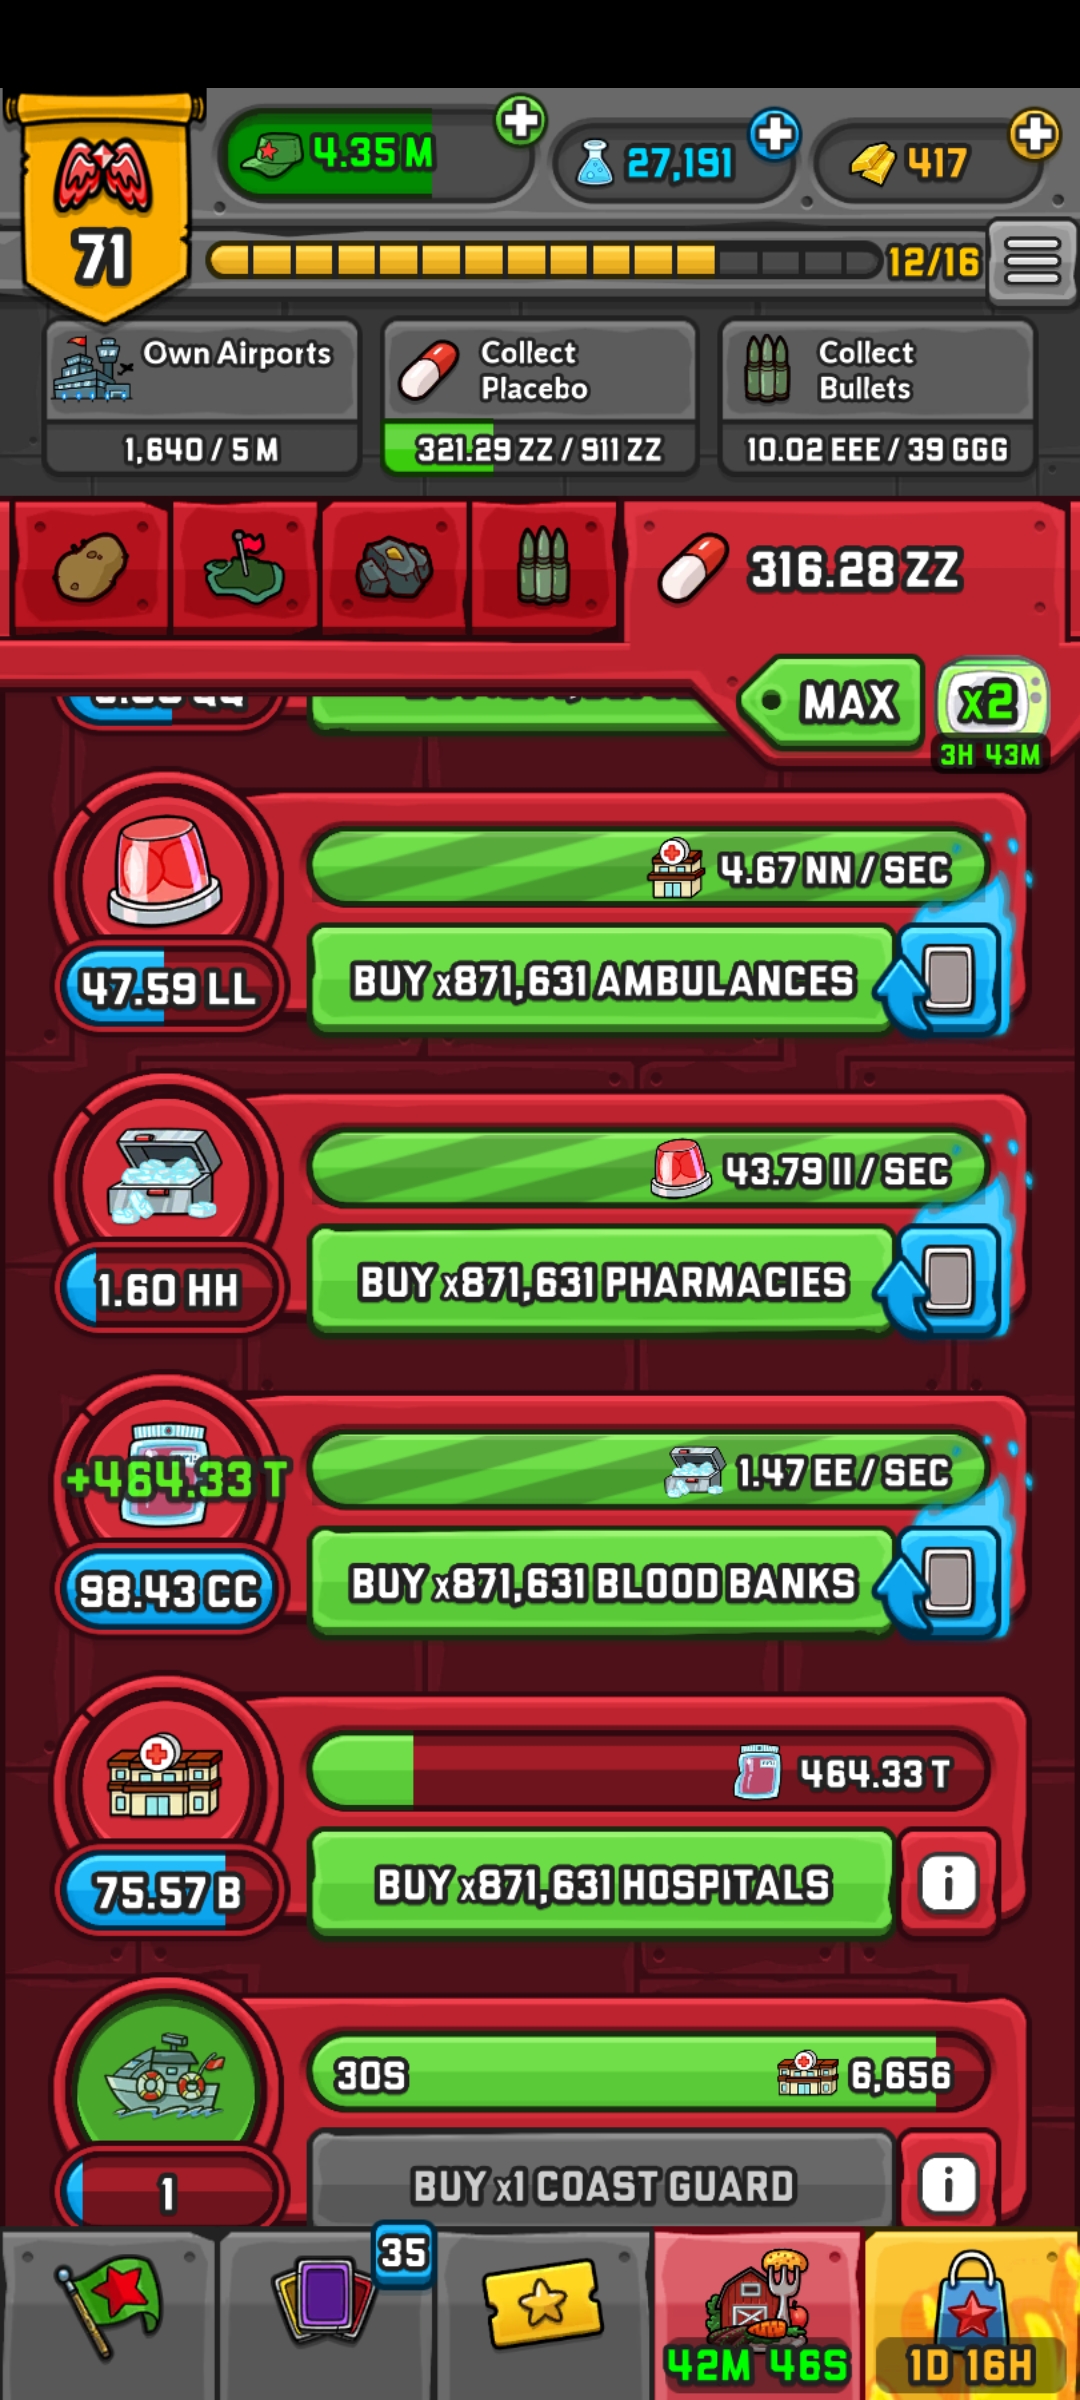 4.35 M
27,191
417
71
12/16
Own Airports
1,640 / 5 M
Collect
Placebo
321.29 ZZ / 911 ZZ
Collect
Bullets
10.02 EEE / 39 GGG
316.28 ZZ
MAX
x2
3H 43M
4.67 NN / SEC
47.59 LL
BUY x871,631 AMBULANCES
43.79 II / SEC
1.60 HH
BUY x871,631 PHARMACIES
+464.33 T
1.47 EE / SEC
98.43 CC
BUY x871,631 BLOOD BANKS
464.33 T
75.57 B
BUY x871,631 HOSPITALS
i
30S
6,656
1
BUY x1 COAST GUARD
i
35
42M 46S
1D 16H